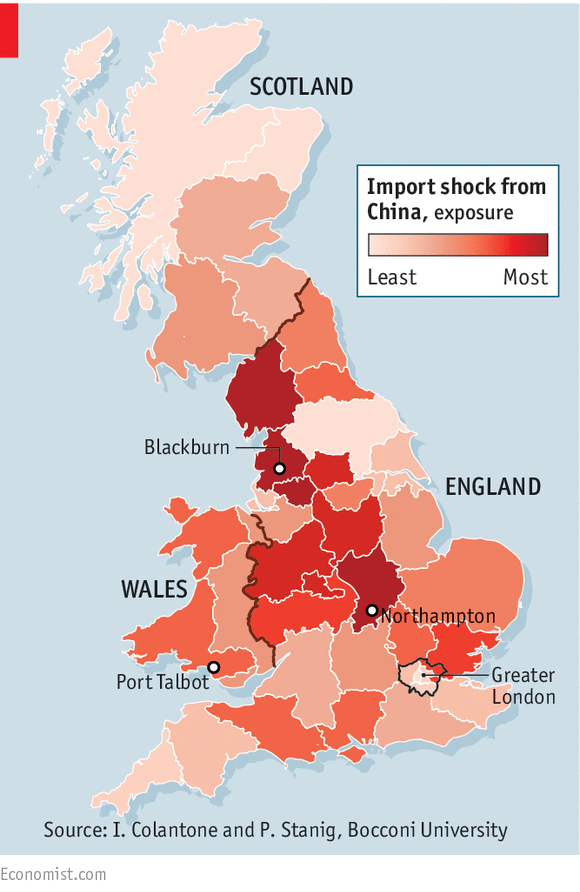 SCOTLAND
Import shock from
China, exposure
Least Most
Blackburn
ENGLAND
WALES
Northampton
Port Talbot
Greater
London
Source: I. Colantone and P. Stanig, Bocconi University
Economist.com